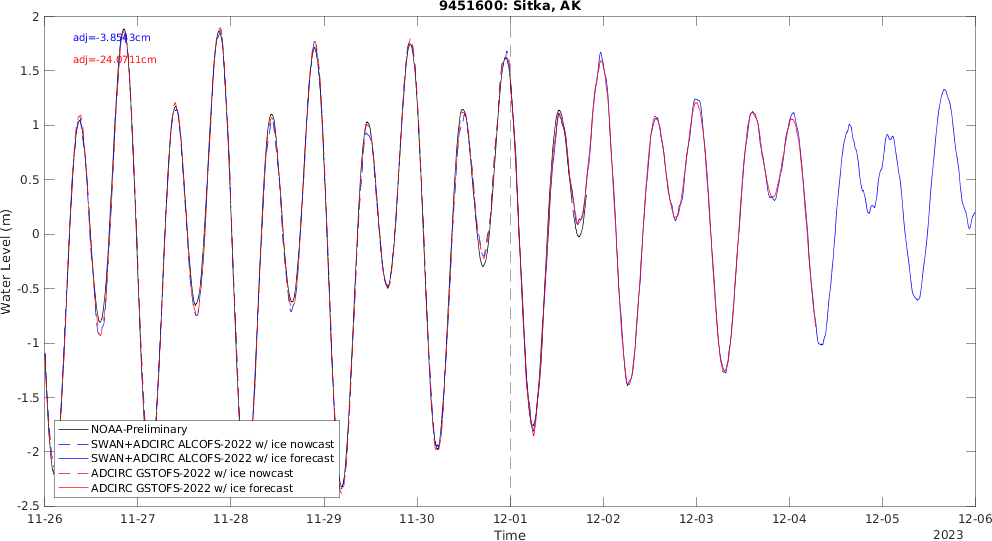 9451600: Sitka, AK
2
1.5
1
0.5
0
-0.5
-1
-1.5
-2
-2.5
Water Level (m)
adj=-3.8543cm
adj=-24.0711cm
NOAA-Preliminary
SWAN+ADCIRC ALCOFS-2022 w/ ice nowcast
SWAN+ADCIRC ALCOFS-2022 w/ ice forecast
ADCIRC GSTOFS-2022 w/ ice nowcast
ADCIRC GSTOFS-2022 w/ ice forecast
11-26 11-27 11-28 11-29 11-30 12-01 12-02 12-03 12-04 12-05 12-06
Time
2023